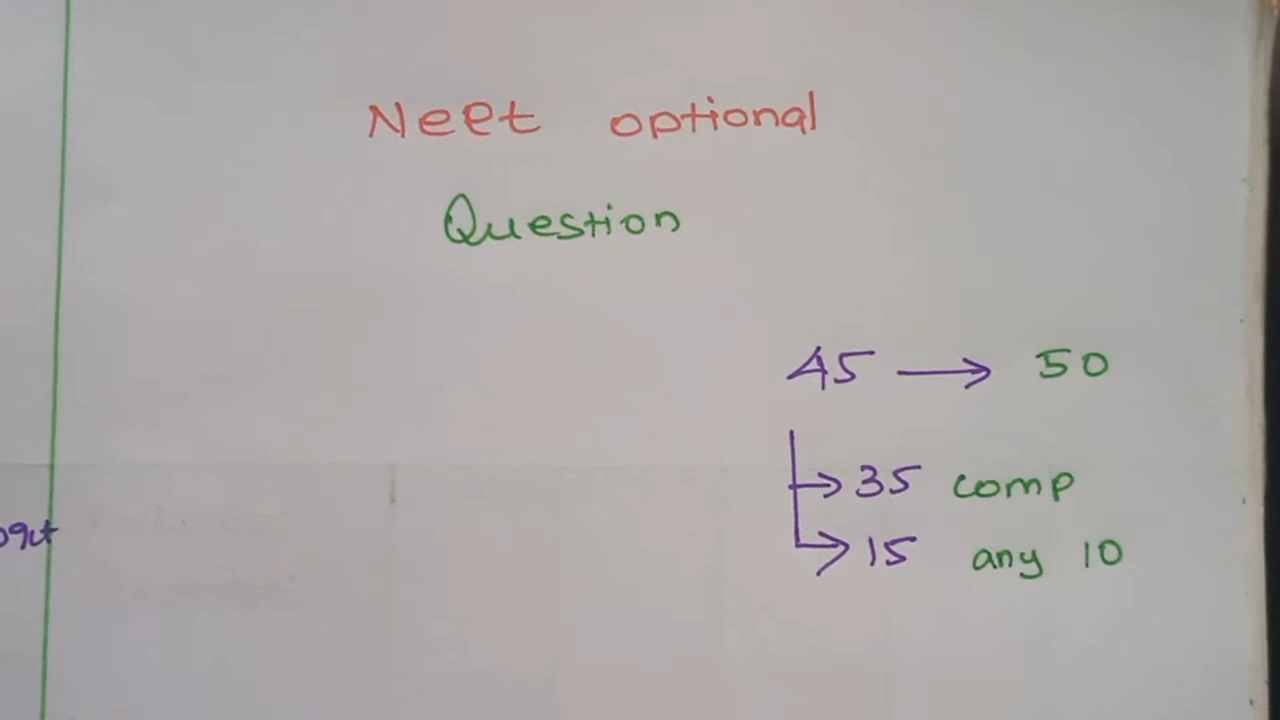 Neet optional
Question
45 → 50
→ 35 comp
→ 15 any 10